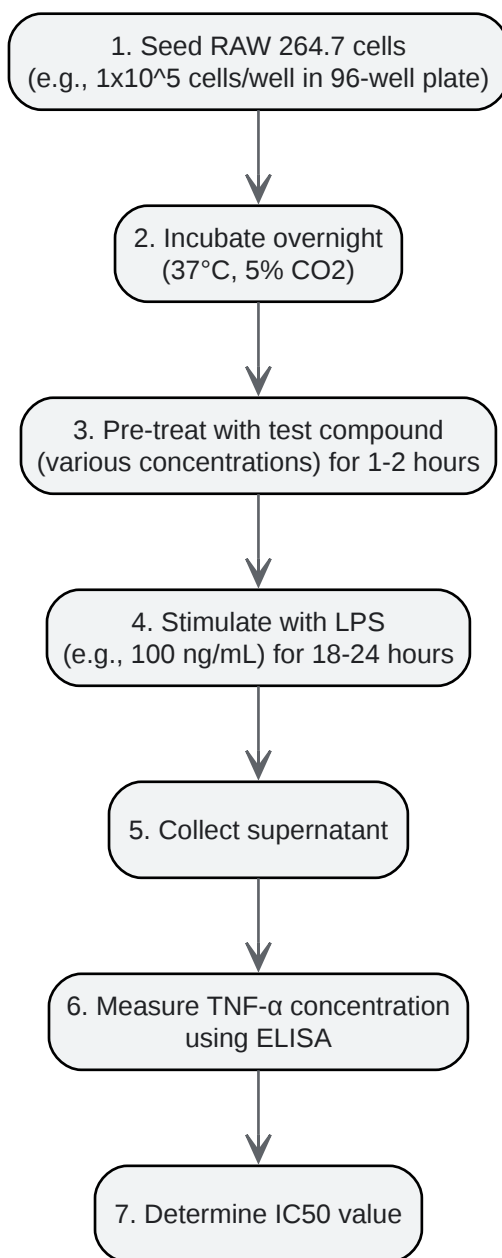 1. Seed RAW 264.7 cells
(e.g., 1x10^5 cells/well in 96-well plate)
2. Incubate overnight
(37°C, 5% CO2)
3. Pre-treat with test compound
(various concentrations) for 1-2 hours
4. Stimulate with LPS
(e.g., 100 ng/mL) for 18-24 hours
5. Collect supernatant
6. Measure TNF-α concentration
using ELISA
7. Determine IC50 value